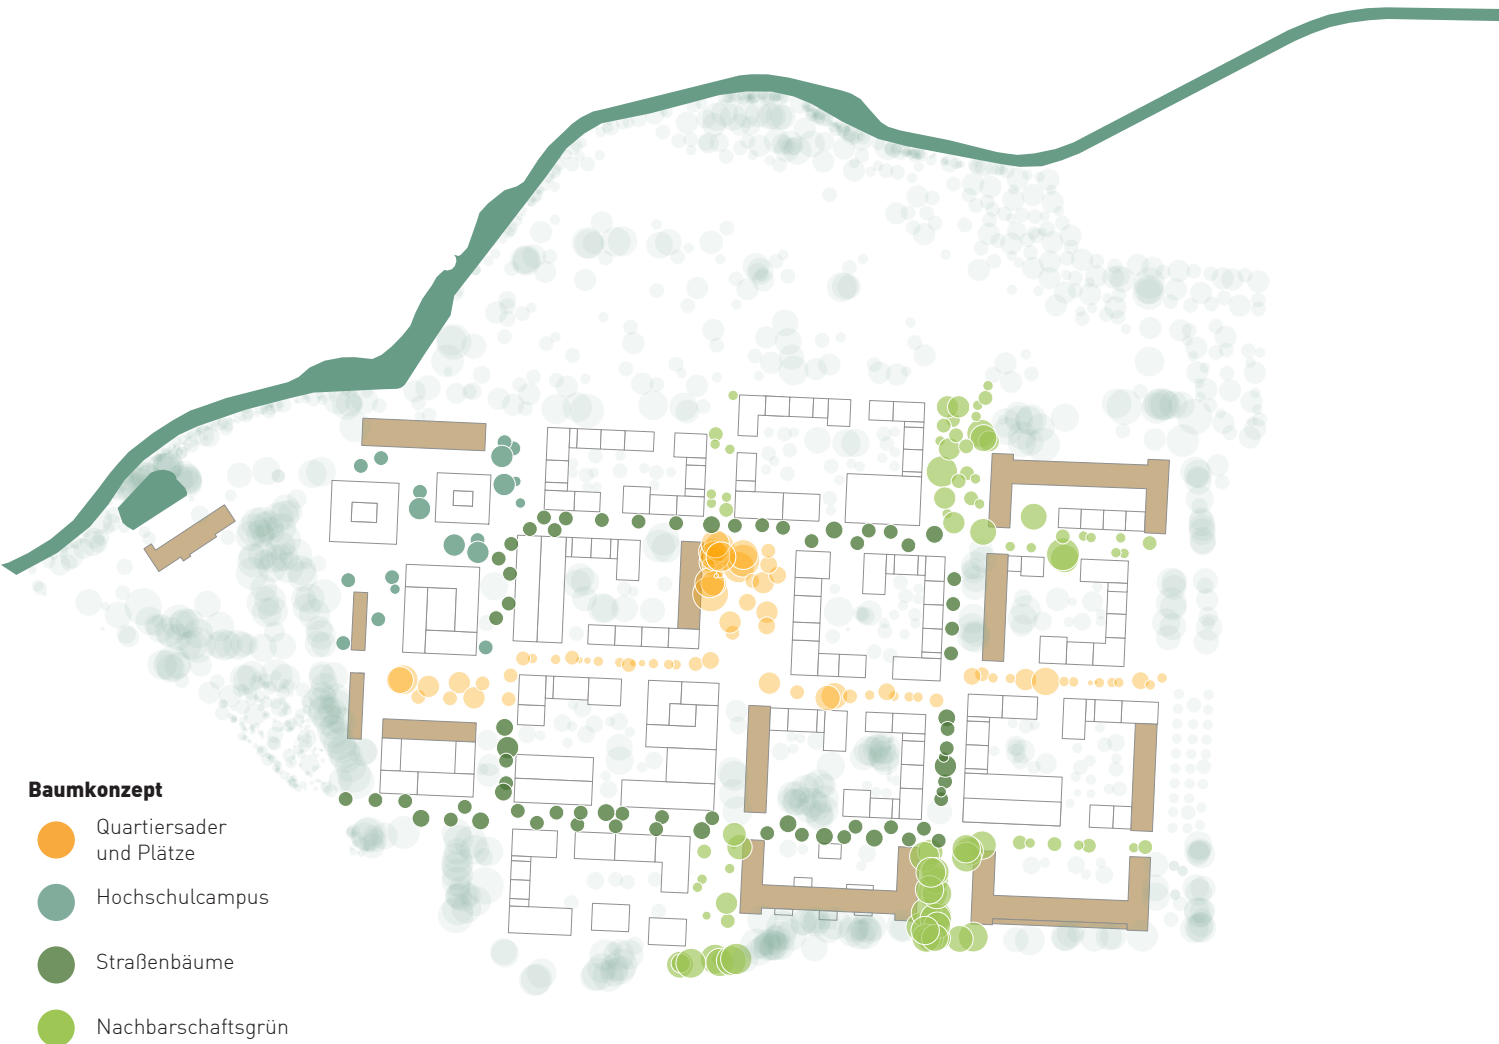 Baumkonzept
Quartiersader
und Plätze
Hochschulcampus
Straßenbäume
Nachbarschaftsgrün